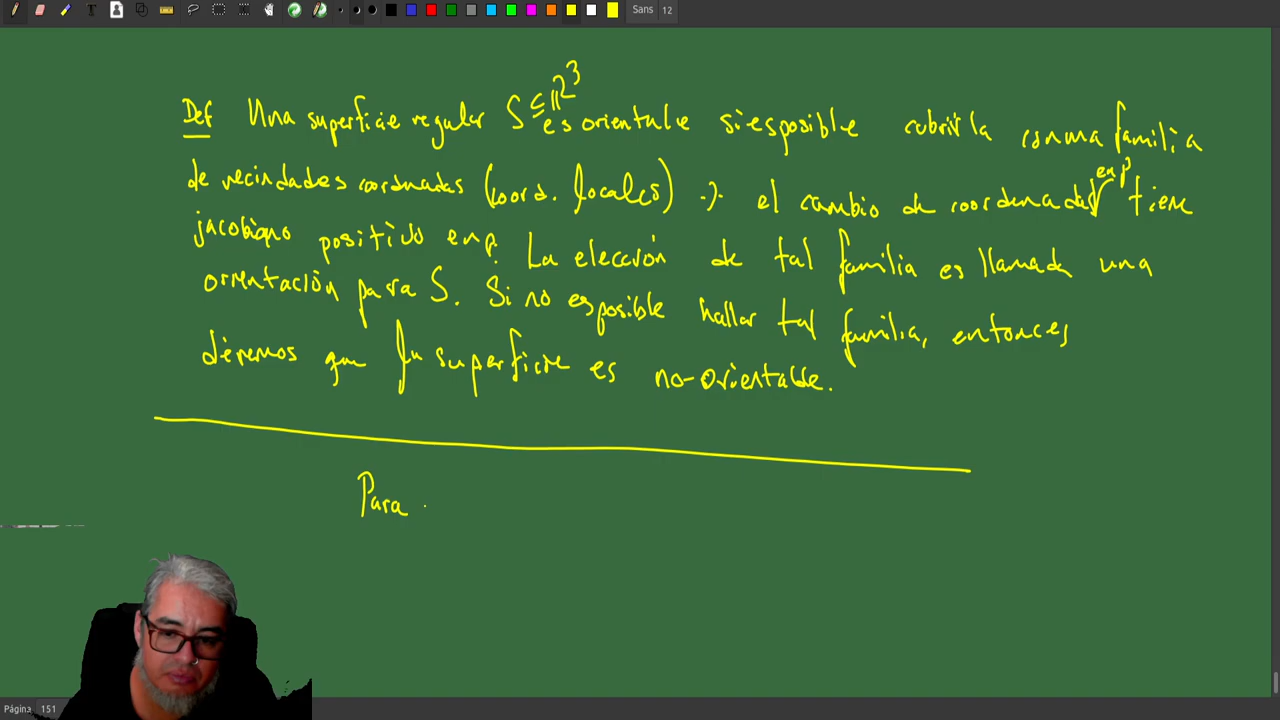 Sans 12
Def Una superficie regular S ⊆ ℝ³ es orientable si es posible cubrirla con una familia
de vecindades coordnadas (coord. locales) ·)· el cambio de coordenadas en p tiene
jacobiano positivo en p. La elección de tal familia es llamada una
orientación para S. Si no es posible hallar tal familia, entonces
diremos que la superficie es no-orientable.
Para
Página 151